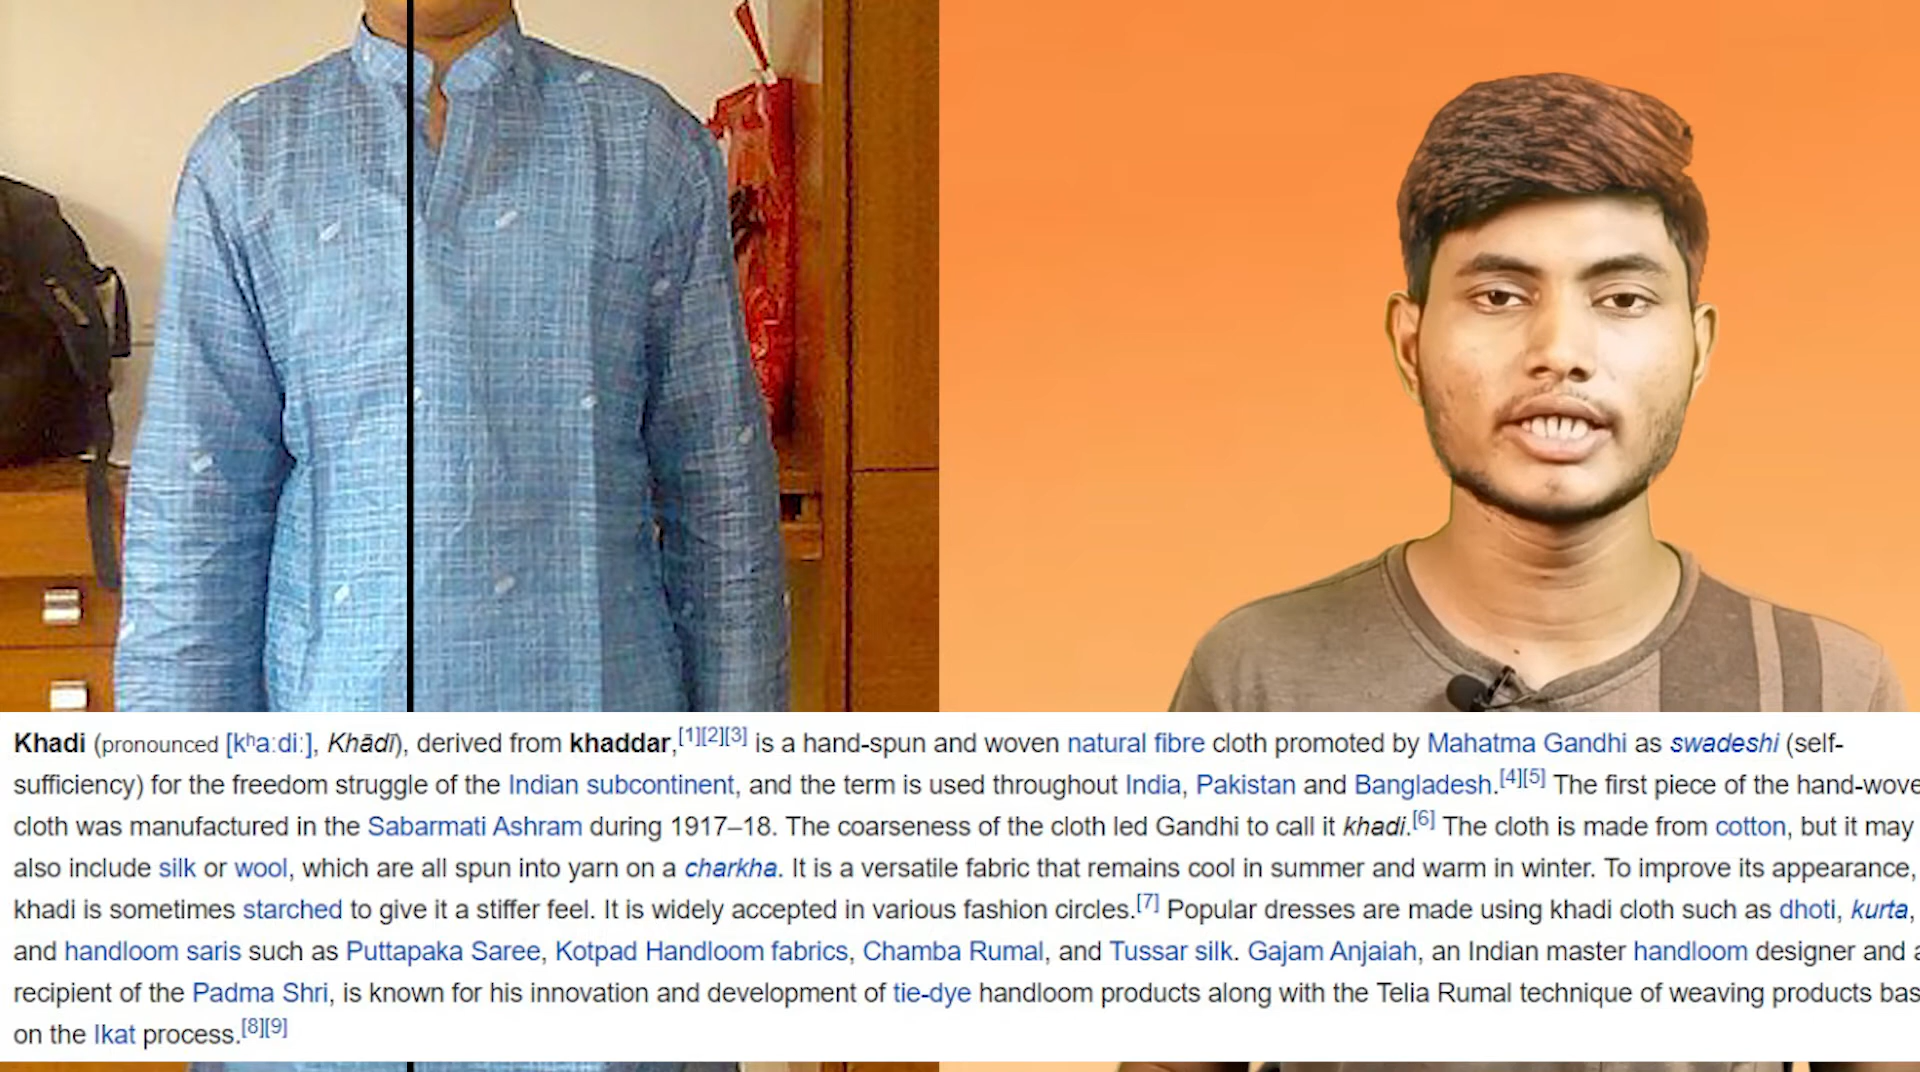 Khadi (pronounced [kʰaːdiː], Khādī), derived from khaddar,[1][2][3] is a hand-spun and woven natural fibre cloth promoted by Mahatma Gandhi as swadeshi (self-
sufficiency) for the freedom struggle of the Indian subcontinent, and the term is used throughout India, Pakistan and Bangladesh.[4][5] The first piece of the hand-wove
cloth was manufactured in the Sabarmati Ashram during 1917–18. The coarseness of the cloth led Gandhi to call it khadi.[6] The cloth is made from cotton, but it may
also include silk or wool, which are all spun into yarn on a charkha. It is a versatile fabric that remains cool in summer and warm in winter. To improve its appearance,
khadi is sometimes starched to give it a stiffer feel. It is widely accepted in various fashion circles.[7] Popular dresses are made using khadi cloth such as dhoti, kurta,
and handloom saris such as Puttapaka Saree, Kotpad Handloom fabrics, Chamba Rumal, and Tussar silk. Gajam Anjaiah, an Indian master handloom designer and a
recipient of the Padma Shri, is known for his innovation and development of tie-dye handloom products along with the Telia Rumal technique of weaving products bas
on the Ikat process.[8][9]